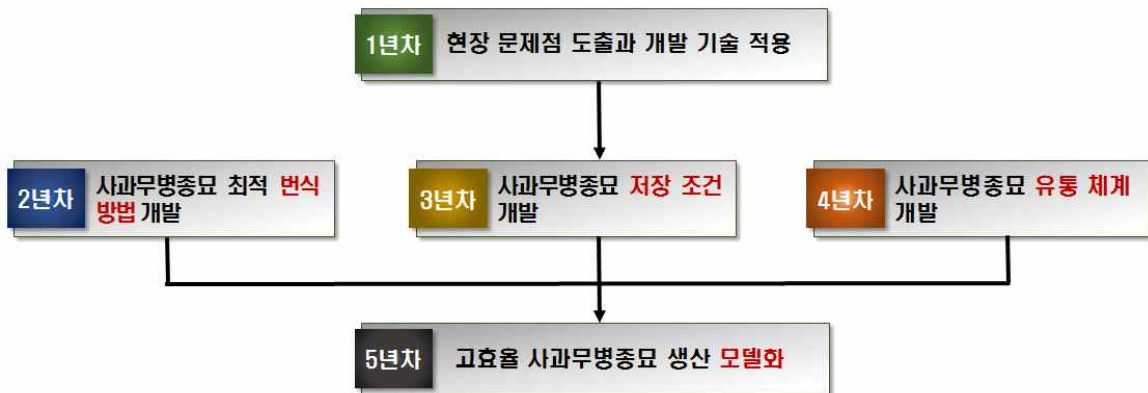 1년차
현장 문제점 도출과 개발 기술 적용
2년차
사과무병종묘 최적 번식
방법 개발
3년차
사과무병종묘 저장 조건
개발
4년차
사과무병종묘 유통 체계
개발
5년차
고효율 사과무병종묘 생산 모델화